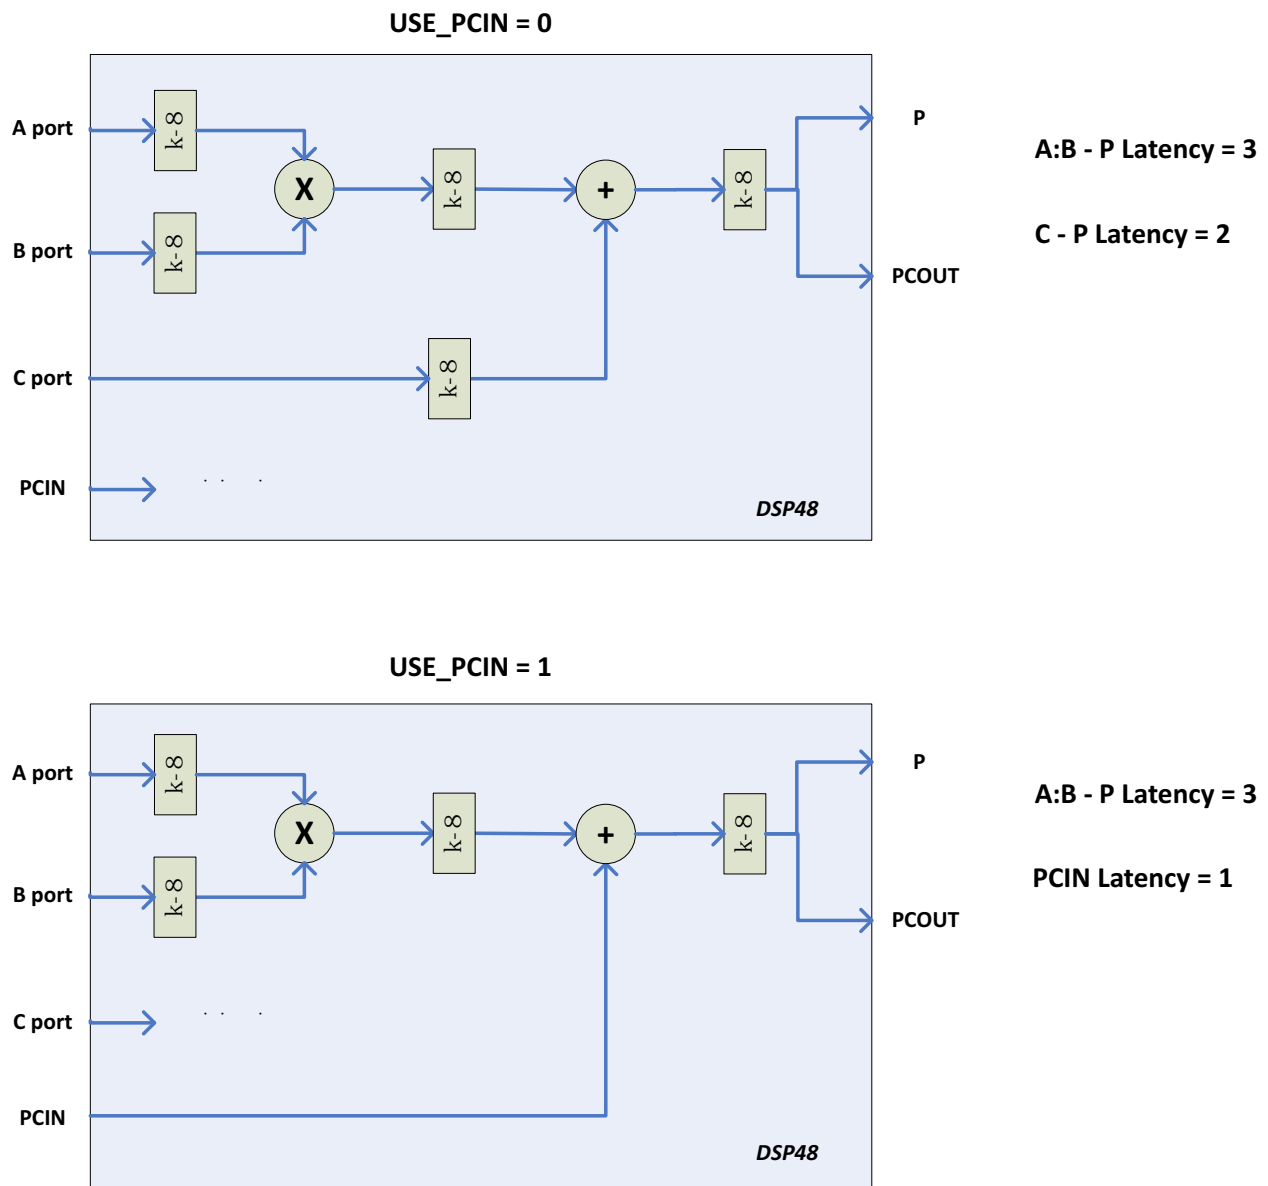 USE_PCIN = 0
A port
k-8
X
k-8
+
k-8
P
A:B - P Latency = 3
B port
k-8
C - P Latency = 2
PCOUT
C port
k-8
PCIN
. . .
DSP48
USE_PCIN = 1
A port
k-8
X
k-8
+
k-8
P
A:B - P Latency = 3
B port
k-8
PCIN Latency = 1
PCOUT
C port
. . .
PCIN
DSP48